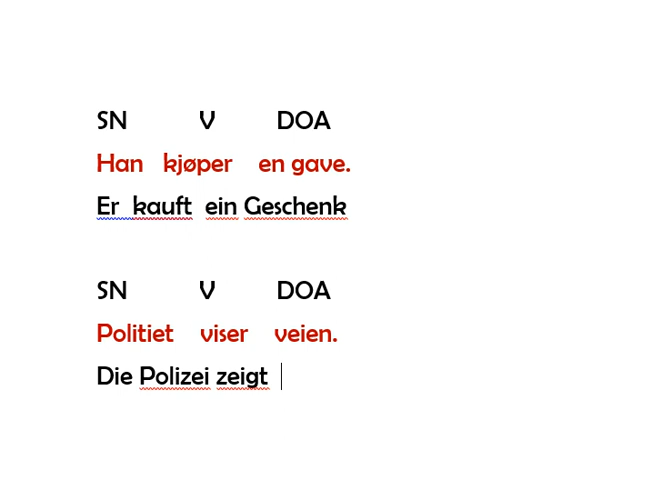 SN V DOA
Han kjøper en gave.
Er kauft ein Geschenk
SN V DOA
Politiet viser veien.
Die Polizei zeigt